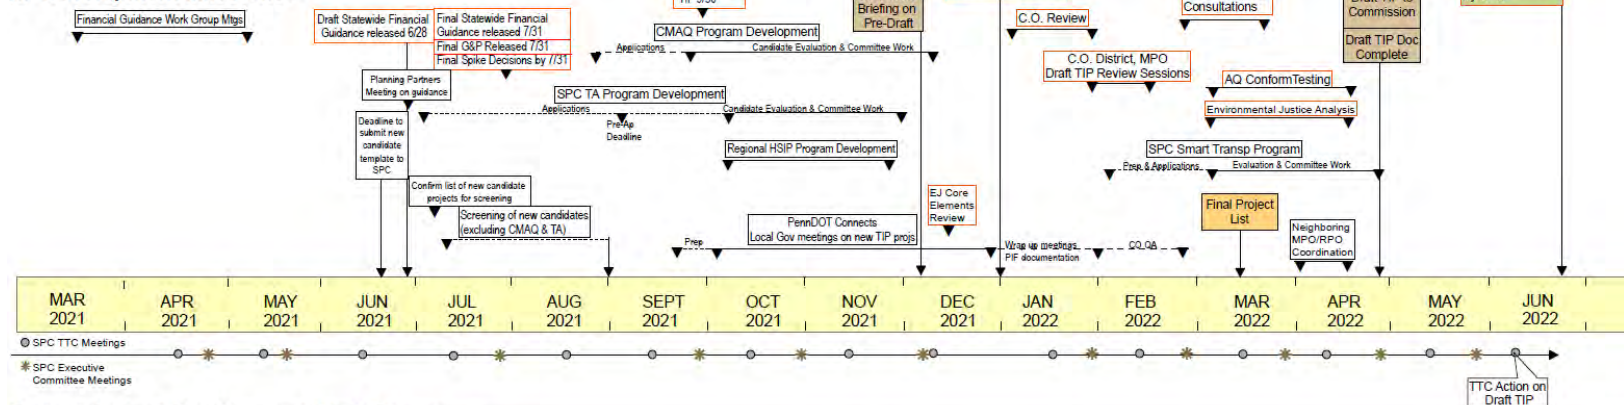 Financial Guidance Work Group Mtgs
Draft Statewide Financial
Guidance released 6/28
Final Statewide Financial
Guidance released 7/31
Final G&P Released 7/31
Final Spike Decisions by 7/31
Planning Partners
Meeting on guidance
Deadline to
submit new
candidate
template to
SPC
Confirm list of new candidate
projects for screening
Screening of new candidates
(excluding CMAQ & TA)
CMAQ Program Development
Applications
Candidate Evaluation & Committee Work
SPC TA Program Development
Applications
Candidate Evaluation & Committee Work
Pre-Ap
Deadline
Regional HSIP Program Development
PennDOT Connects
Local Gov meetings on new TIP projs
Prep
Briefing on
Pre-Draft
EJ Core
Elements
Review
Wrap up meetings
PIF documentation
CO QA
C.O. Review
C.O. District, MPO
Draft TIP Review Sessions
Consultations
AQ ConformTesting
Environmental Justice Analysis
SPC Smart Transp Program
Prep & Applications
Evaluation & Committee Work
Final Project
List
Neighboring
MPO/RPO
Coordination
Commission
Draft TIP Doc
Complete
MAR
2021
APR
2021
MAY
2021
JUN
2021
JUL
2021
AUG
2021
SEPT
2021
OCT
2021
NOV
2021
DEC
2021
JAN
2022
FEB
2022
MAR
2022
APR
2022
MAY
2022
JUN
2022
SPC TTC Meetings
SPC Executive
Committee Meetings
TTC Action on
Draft TIP